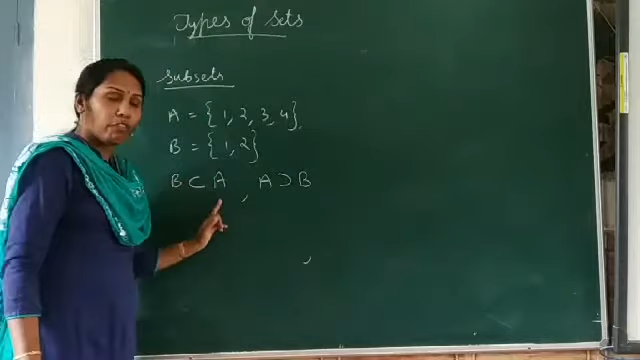 Types of Sets
Subsets
A = {1, 2, 3, 4}.
B = {1, 2}
B ⊂ A , A ⊃ B